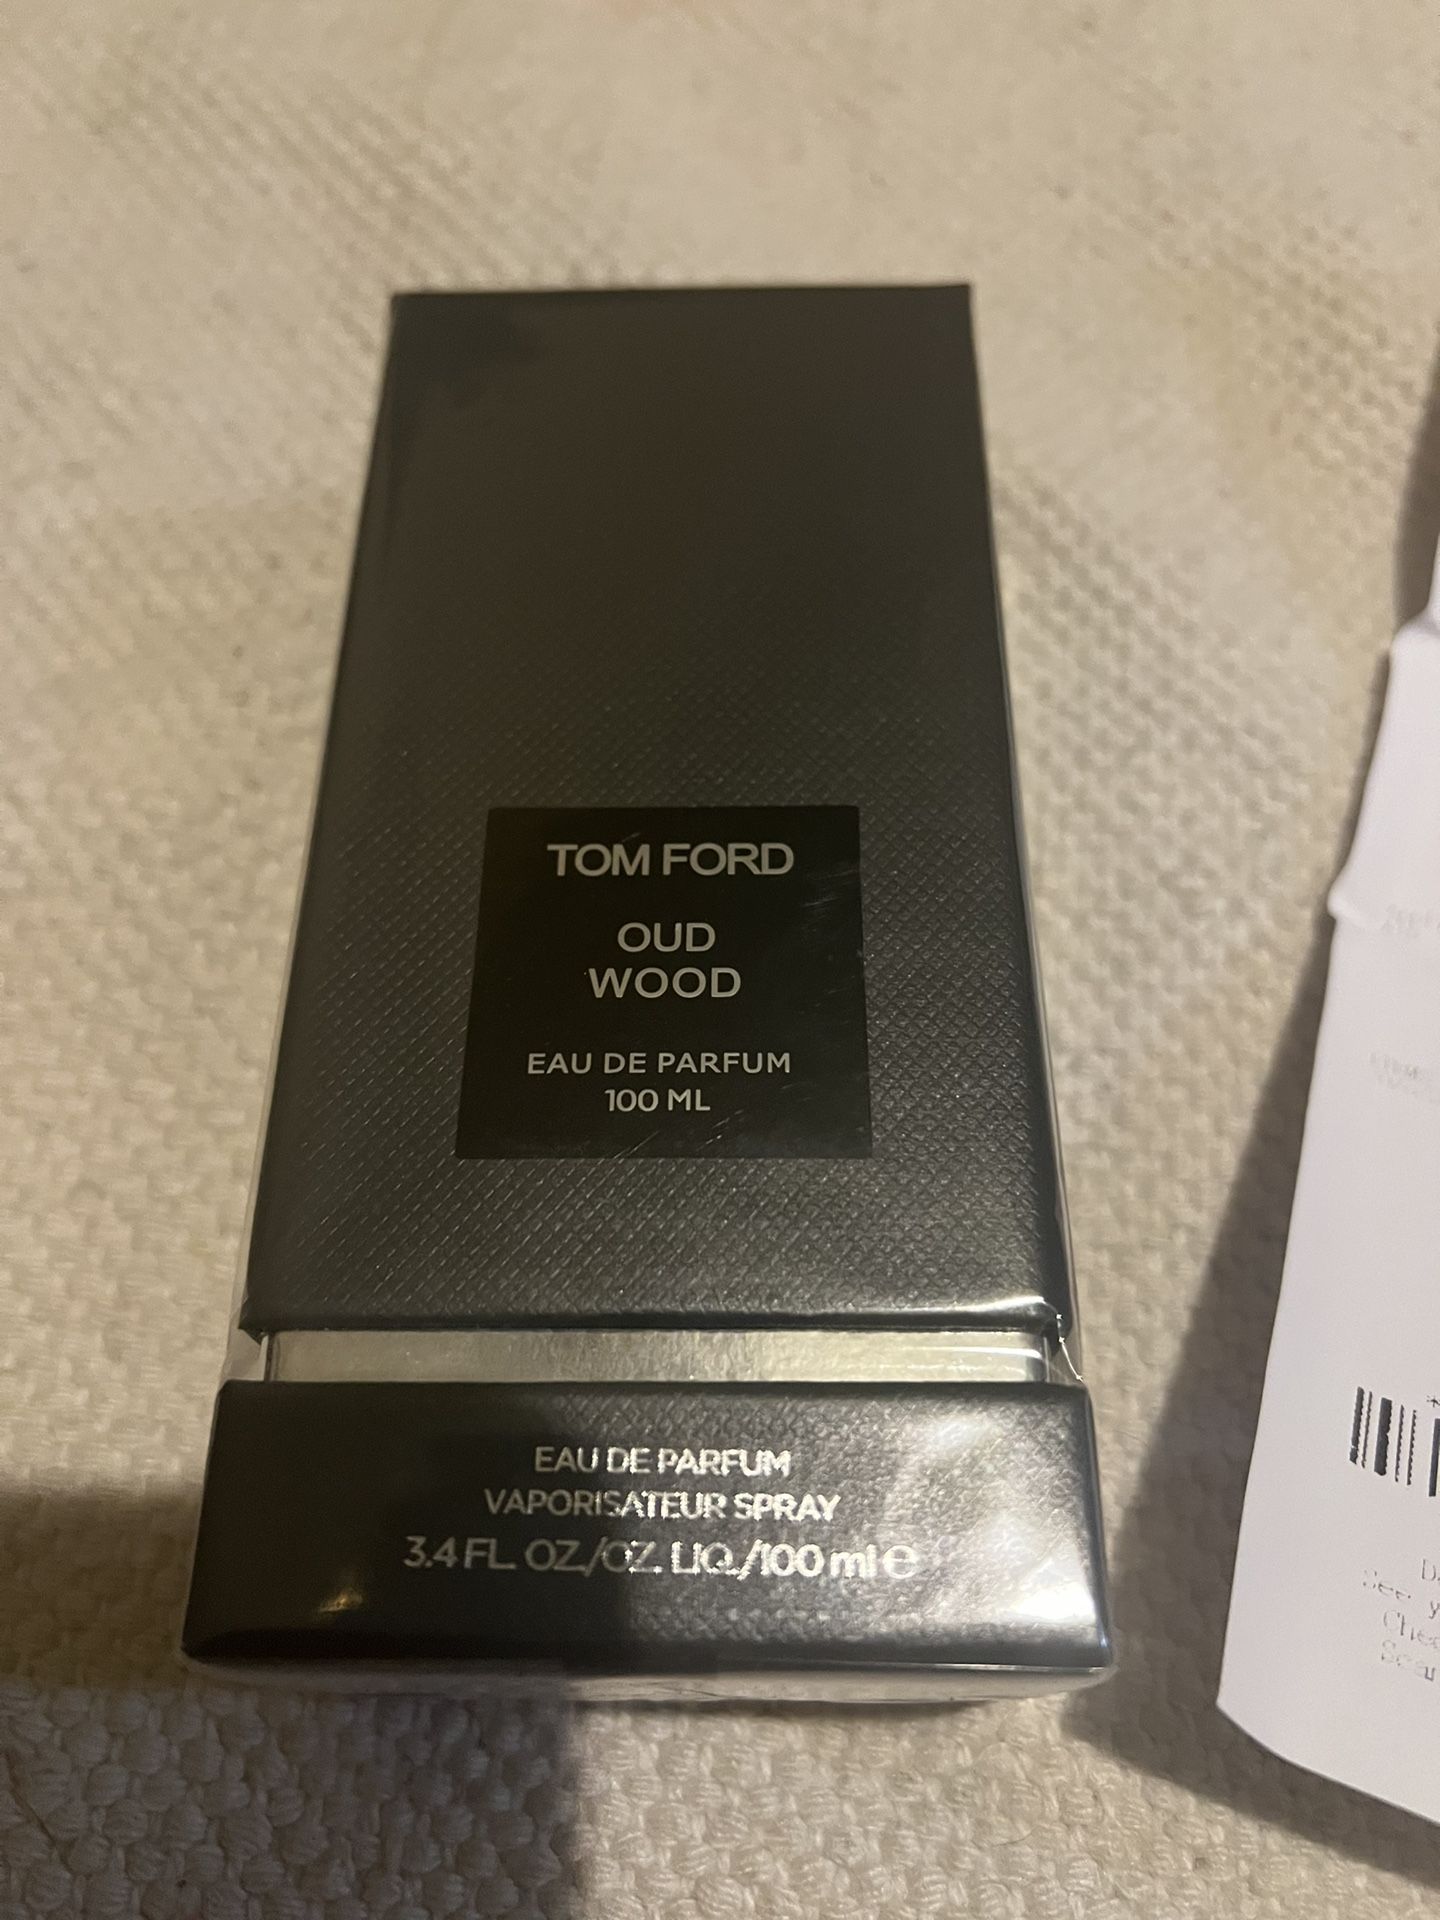 TOM FORD
OUD
WOOD
EAU DE PARFUM
100 ML
EAU DE PARFUM
VAPORISATEUR SPRAY
3.4 FL. OZ./OZ. LIQ./100 ml e